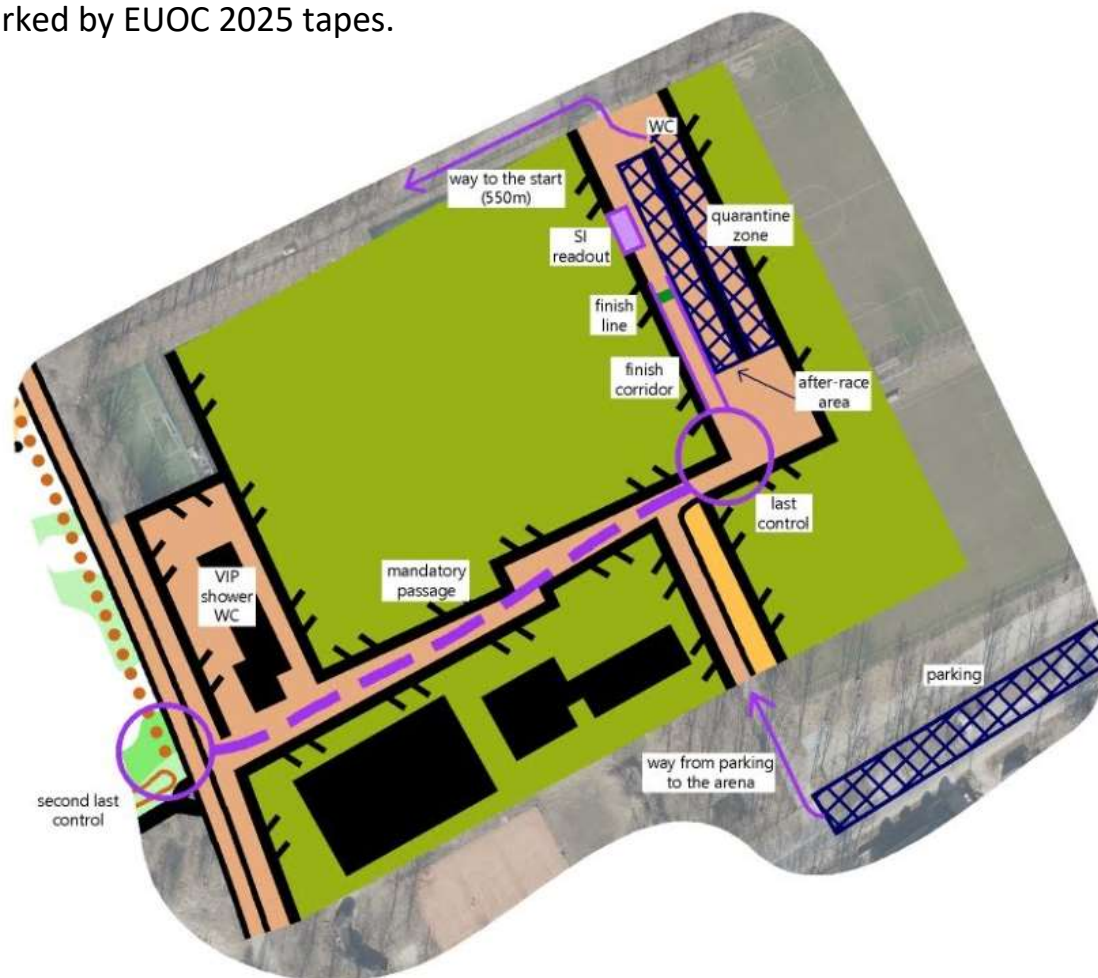 rked by EUOC 2025 tapes.
WC
way to the start
(550m)
quarantine
zone
SI
readout
finish
line
finish
corridor
after-race
area
last
control
mandatory
passage
VIP
shower
WC
parking
way from parking
to the arena
second last
control